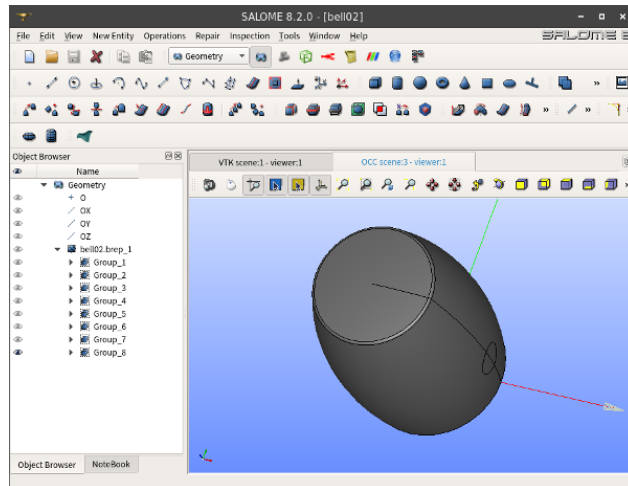 SALOME 8.2.0 - [bell02]
File Edit View New Entity Operations Repair Inspection Tools Window Help
SALOME 8
Geometry
Object Browser
VTK scene:1 - viewer:1
OCC scene:3 - viewer:1
Name
Geometry
O
OX
OY
OZ
bell02.brep_1
Group_1
Group_2
Group_3
Group_4
Group_5
Group_6
Group_7
Group_8
Object Browser
NoteBook